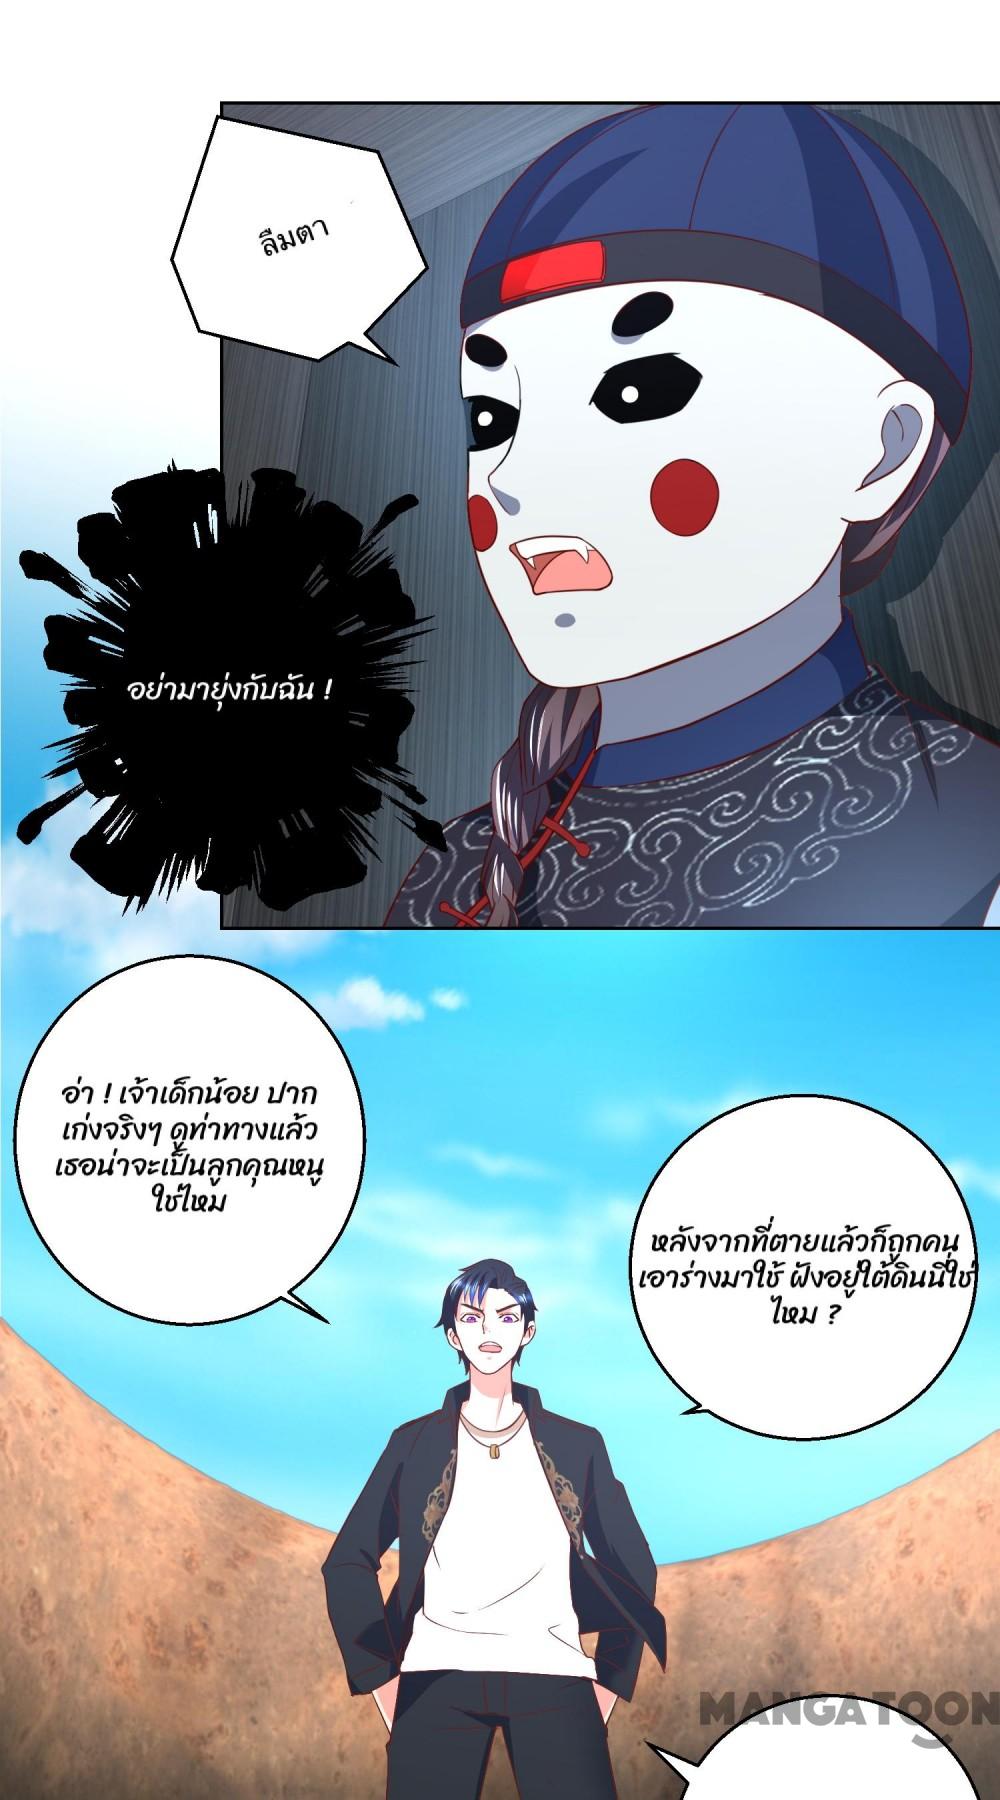 ลืมตา
อย่ามายุ่งกับฉัน !
อ่า ! เจ้าเด็กน้อย ปาก
เก่งจริงๆ ดูท่าทางแล้ว
เธอน่าจะเป็นลูกคุณหนู
ใช่ไหม
หลังจากที่ตายแล้วก็ถูกคน
เอาร่างมาใช้ ฝังอยู่ใต้ดินนี่ใช่
ไหม ?
MANGATOON